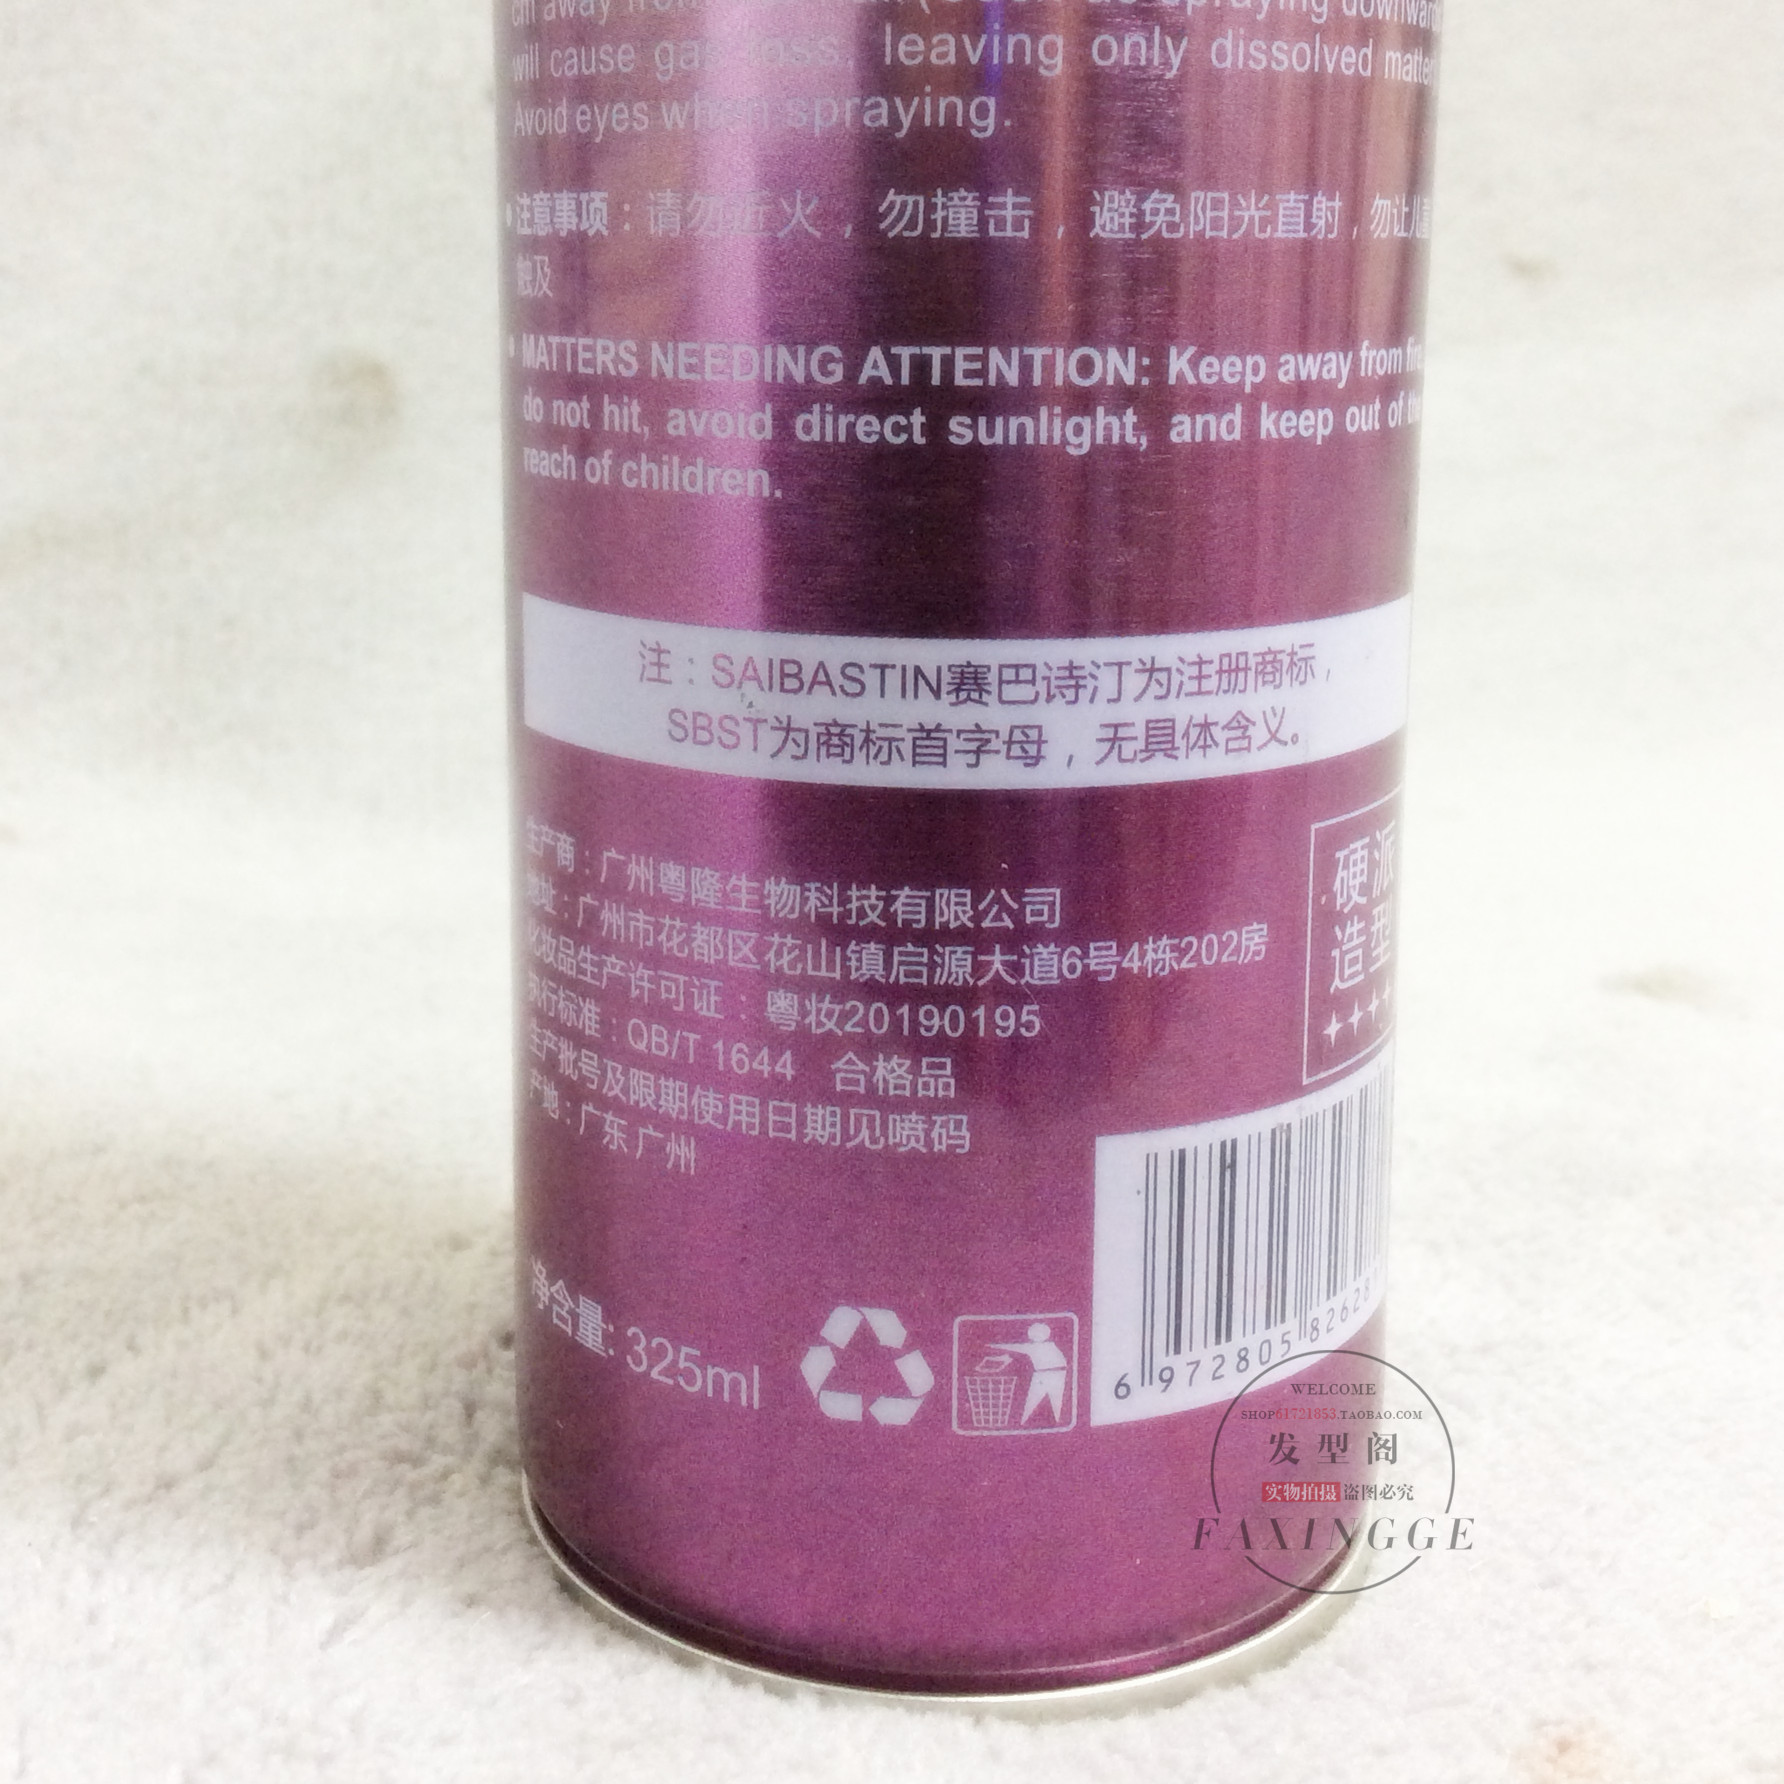 cm away from
spraying downward
will cause gas loss, leaving only dissolved matter
Avoid eyes when spraying.
•注意事项：请勿近火，勿撞击，避免阳光直射，勿让儿童
触及
•MATTERS NEEDING ATTENTION: Keep away from fire,
do not hit, avoid direct sunlight, and keep out of the
reach of children.
注：SAIBASTIN赛巴诗汀为注册商标，
SBST为商标首字母，无具体含义。
生产商：广州粤隆生物科技有限公司
地址：广州市花都区花山镇启源大道6号4栋202房
化妆品生产许可证：粤妆20190195
执行标准：QB/T 1644 合格品
生产批号及限期使用日期见喷码
产地：广东 广州
硬派
造型
净含量: 325ml
6 972805 82628
WELCOME
SHOP61721853.TAOBAO.COM
发型阁
实物拍摄 盗图必究
FAXINGGE